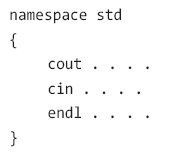 namespace std
{
cout . . . .
cin . . . .
endl . . . .
}